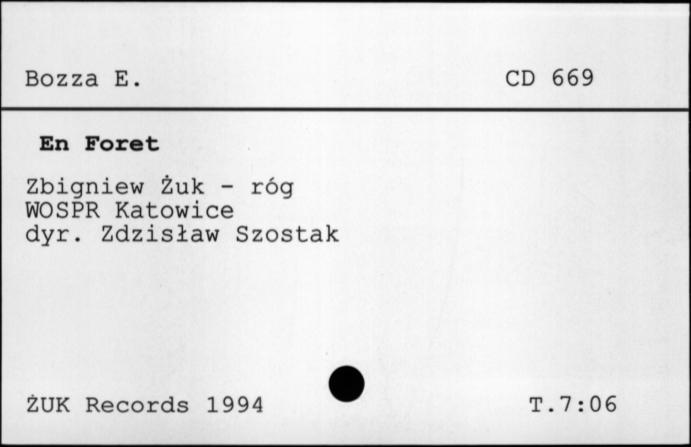 Bozza E. CD 669
En Foret
Zbigniew Żuk - róg
WOSPR Katowice
dyr. Zdzisław Szostak
ŻUK Records 1994 T.7:06